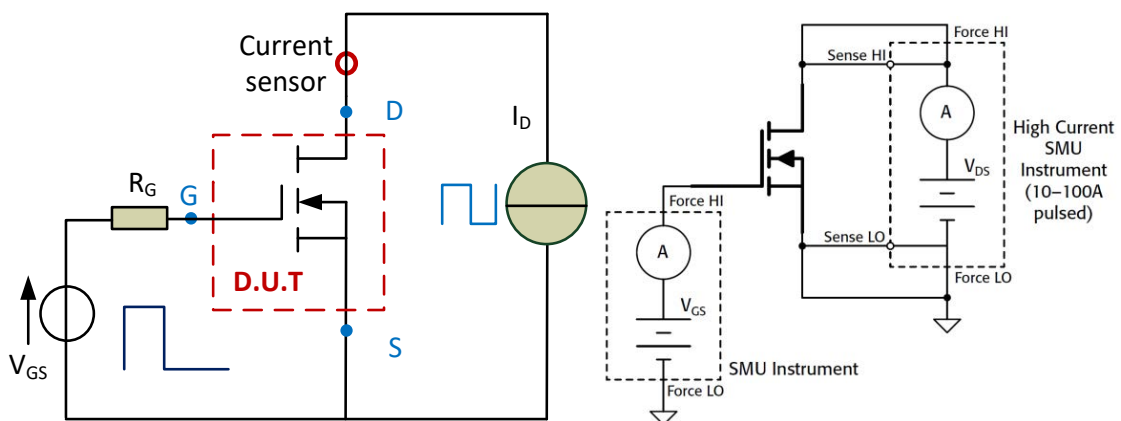 Current
sensor
D
I_D
R_G
G
D.U.T
V_GS
S
Force HI
Sense HI
A
High Current
SMU
Instrument
(10–100A
pulsed)
V_DS
Force HI
Sense LO
A
Force LO
V_GS
SMU Instrument
Force LO